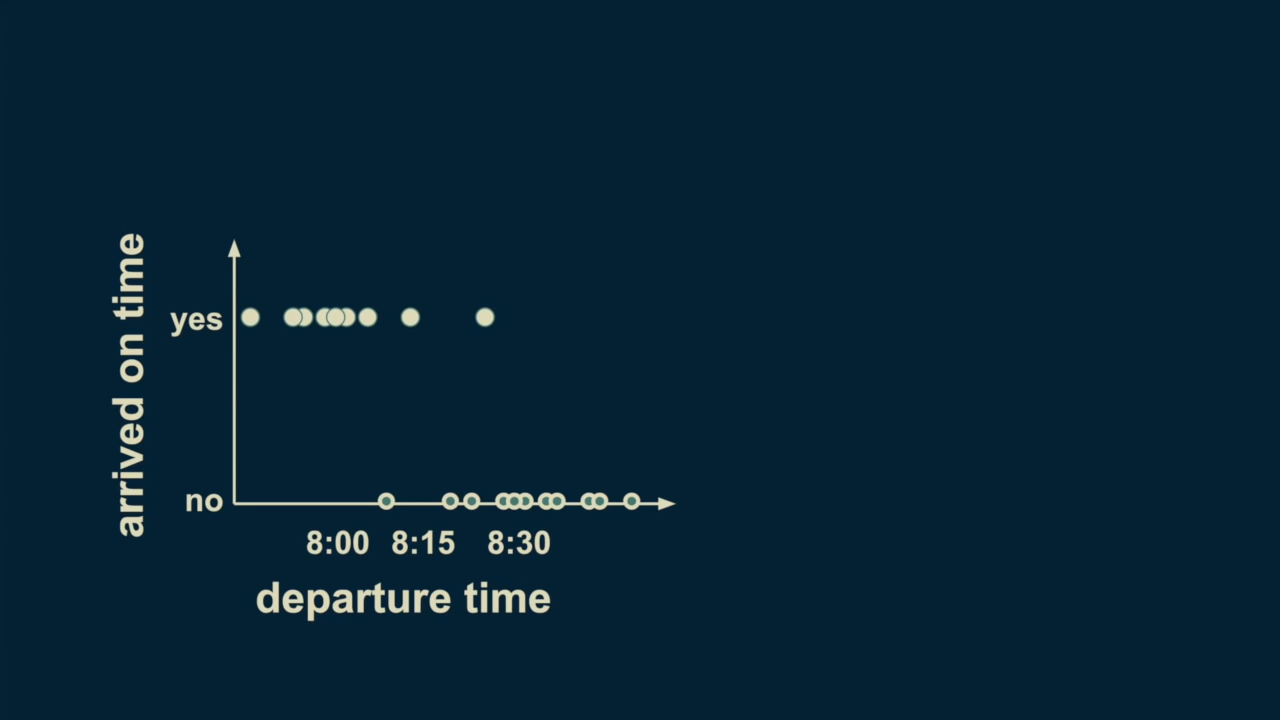 arrived on time
yes
no
8:00 8:15 8:30
departure time